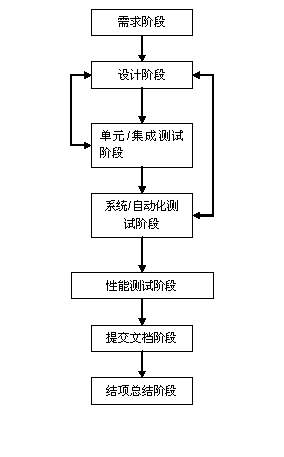 需求阶段
设计阶段
单元/集成测试
阶段
系统/自动化测
试阶段
性能测试阶段
提交文档阶段
结项总结阶段